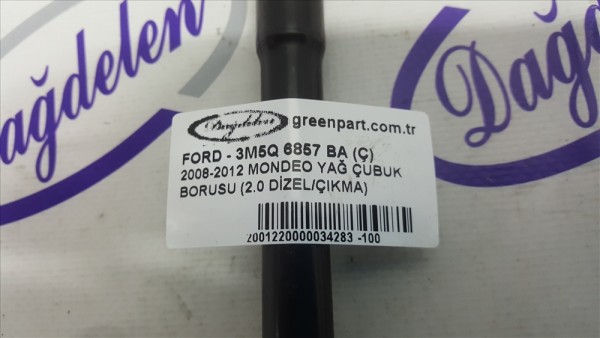 Dağdelen
Dağde
Dağdelen greenpart.com.tr
FORD - 3M5Q 6857 BA (Ç)
2008-2012 MONDEO YAĞ ÇUBUK
BORUSU (2.0 DİZEL/ÇIKMA)
2001220000034283 -100